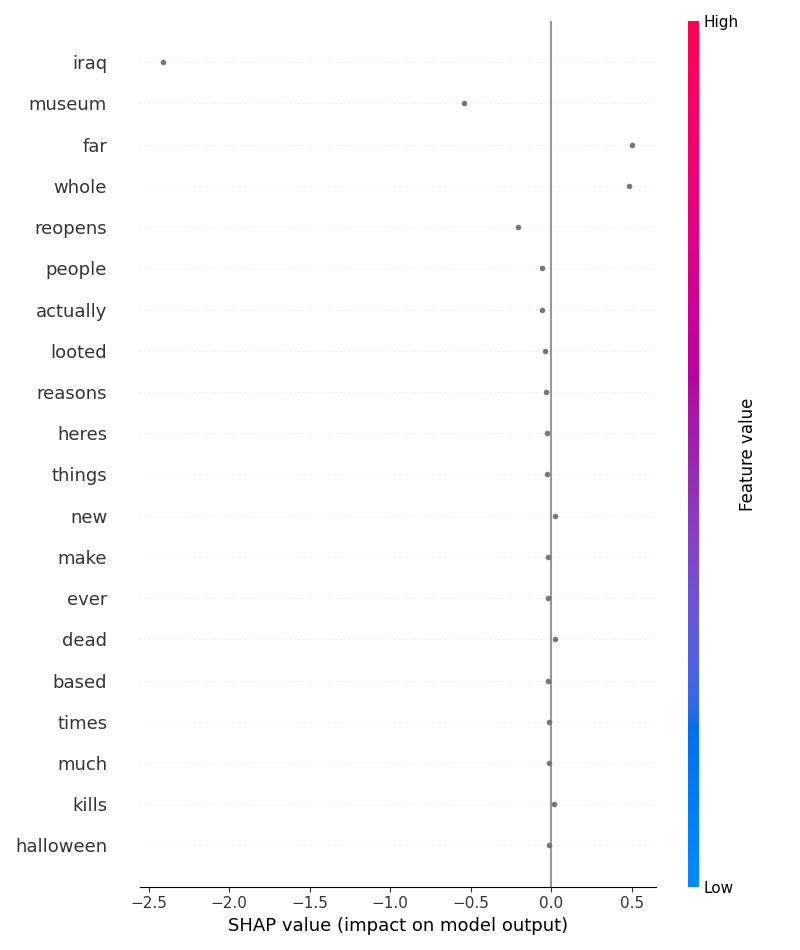 High
iraq
museum
far
whole
reopens
people
actually
looted
reasons
heres
things
new
make
ever
dead
based
times
much
kills
halloween
Feature value
Low
−2.5 −2.0 −1.5 −1.0 −0.5 0.0 0.5
SHAP value (impact on model output)